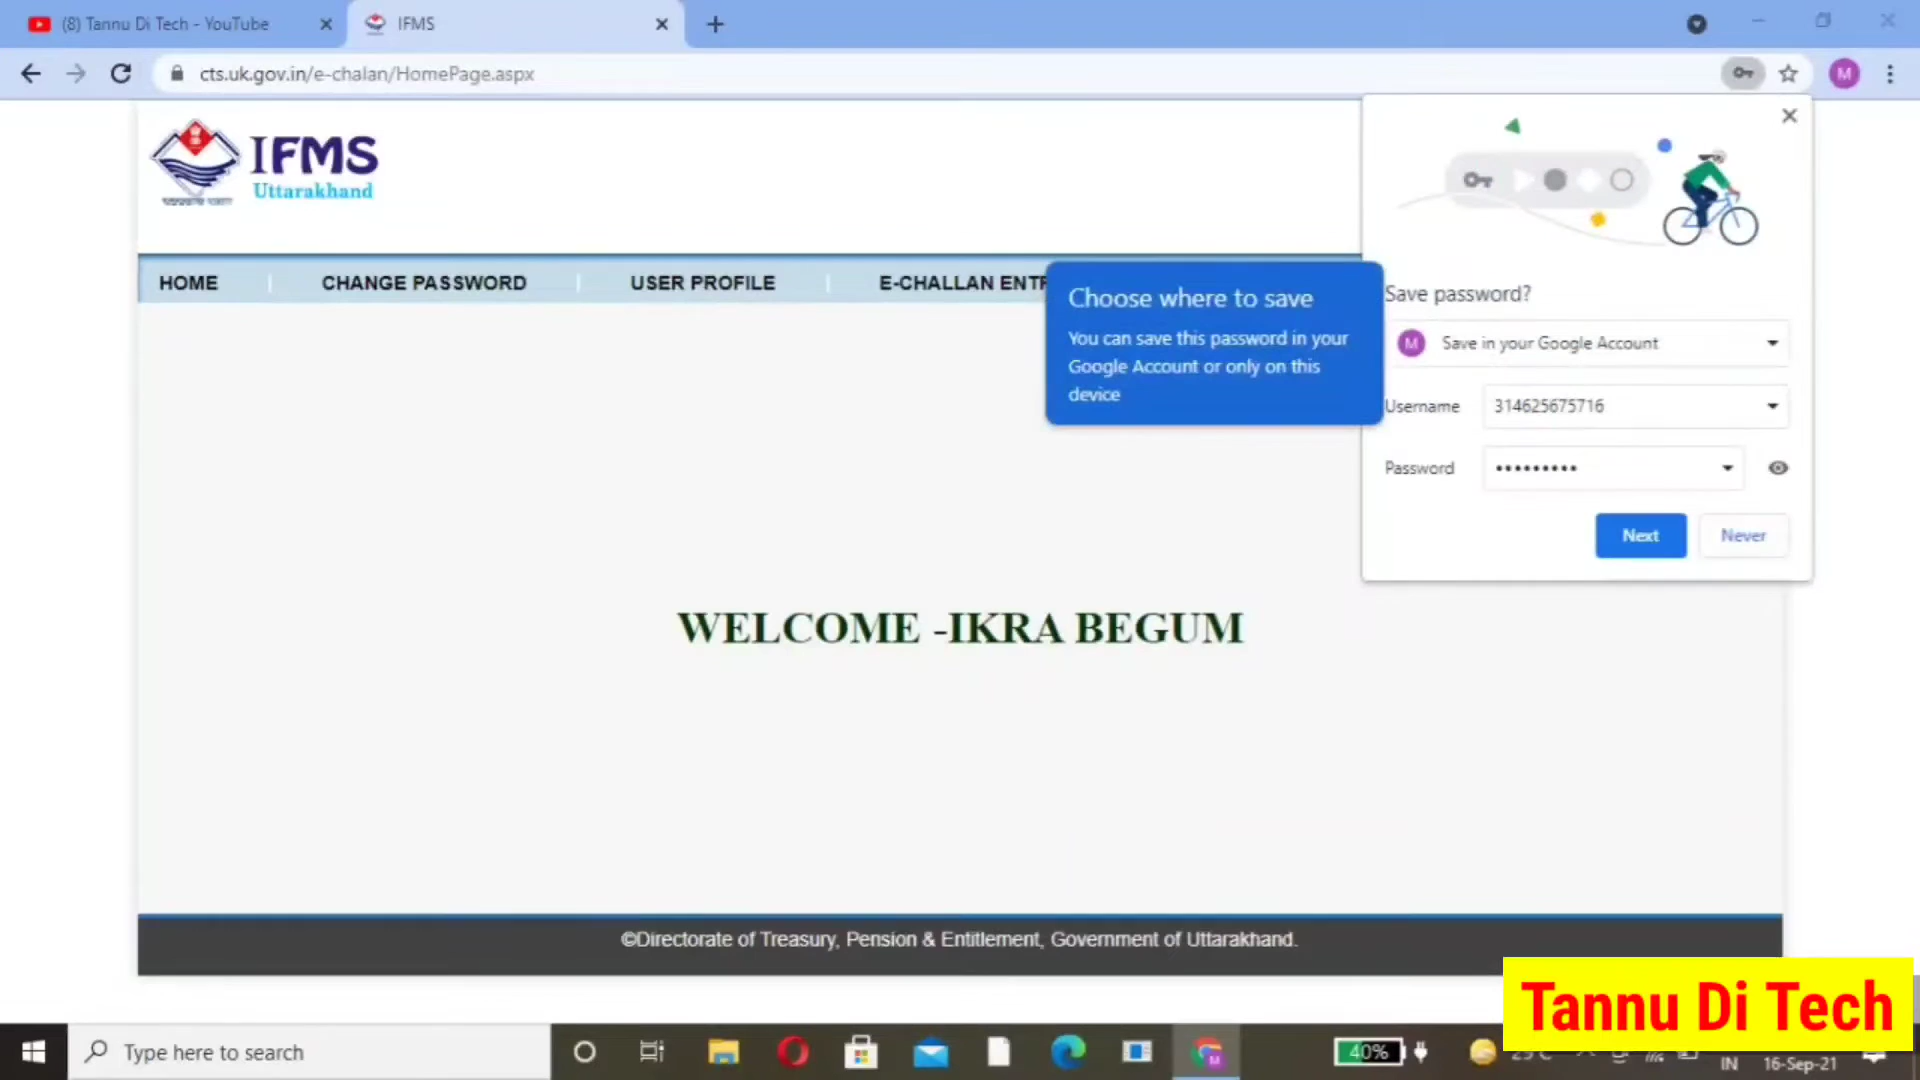 (8) Tannu Di Tech - YouTube
IFMS
cts.uk.gov.in/e-chalan/HomePage.aspx
M
IFMS
Uttarakhand
HOME
CHANGE PASSWORD
USER PROFILE
E-CHALLAN ENTR
Choose where to save
You can save this password in your
Google Account or only on this
device
Save password?
M Save in your Google Account
Username 314625675716
Password •••••••••
Next
Never
WELCOME -IKRA BEGUM
©Directorate of Treasury, Pension & Entitlement, Government of Uttarakhand.
Tannu Di Tech
Type here to search
40%
IN
16-Sep-21